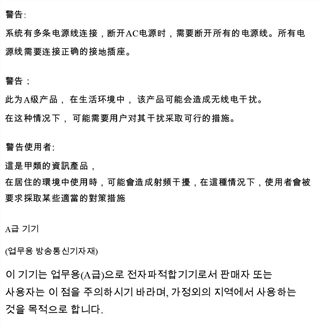 警告:
系统有多条电源线连接，断开AC电源时，需要断开所有的电源线。所有电
源线需要连接正确的接地插座。
警告；
此为A级产品， 在生活环境中， 该产品可能会造成无线电干扰。
在这种情况下， 可能需要用户对其干扰采取可行的措施。
警告使用者:
這是甲類的資訊產品，
在居住的環境中使用時，可能會造成射頻干擾，在這種情況下，使用者會被
要求採取某些適當的對策措施
A급 기기
(업무용 방송통신기자재)
이 기기는 업무용(A급)으로 전자파적합기기로서 판매자 또는
사용자는 이 점을 주의하시기 바라며, 가정외의 지역에서 사용하는
것을 목적으로 합니다.